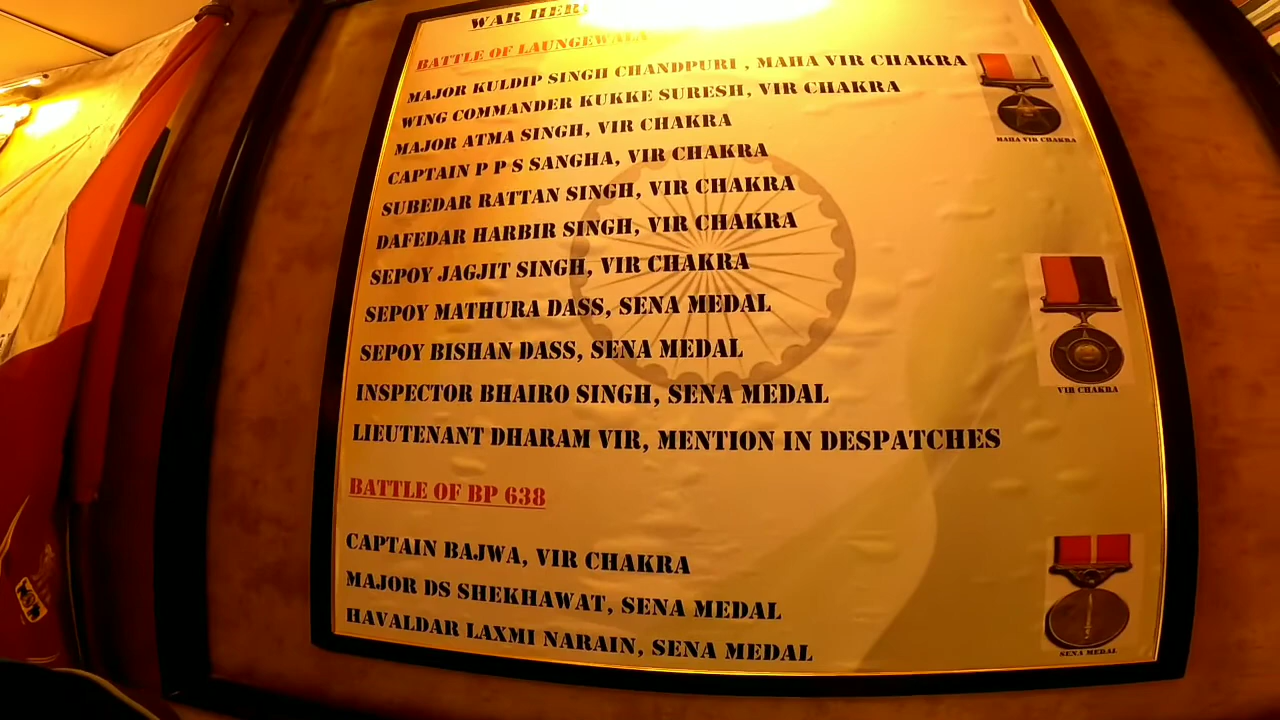 WAR HERO
BATTLE OF LAUNGEWALA
MAJOR KULDIP SINGH CHANDPURI , MAHA VIR CHAKRA
WING COMMANDER KUKKE SURESH, VIR CHAKRA
MAJOR ATMA SINGH, VIR CHAKRA
CAPTAIN P P S SANGHA, VIR CHAKRA
SUBEDAR RATTAN SINGH, VIR CHAKRA
DAFEDAR HARBIR SINGH, VIR CHAKRA
SEPOY JAGJIT SINGH, VIR CHAKRA
SEPOY MATHURA DASS, SENA MEDAL
SEPOY BISHAN DASS, SENA MEDAL
INSPECTOR BHAIRO SINGH, SENA MEDAL
LIEUTENANT DHARAM VIR, MENTION IN DESPATCHES
BATTLE OF BP 638
CAPTAIN BAJWA, VIR CHAKRA
MAJOR DS SHEKHAWAT, SENA MEDAL
HAVALDAR LAXMI NARAIN, SENA MEDAL
MAHA VIR CHAKRA
VIR CHAKRA
SENA MEDAL